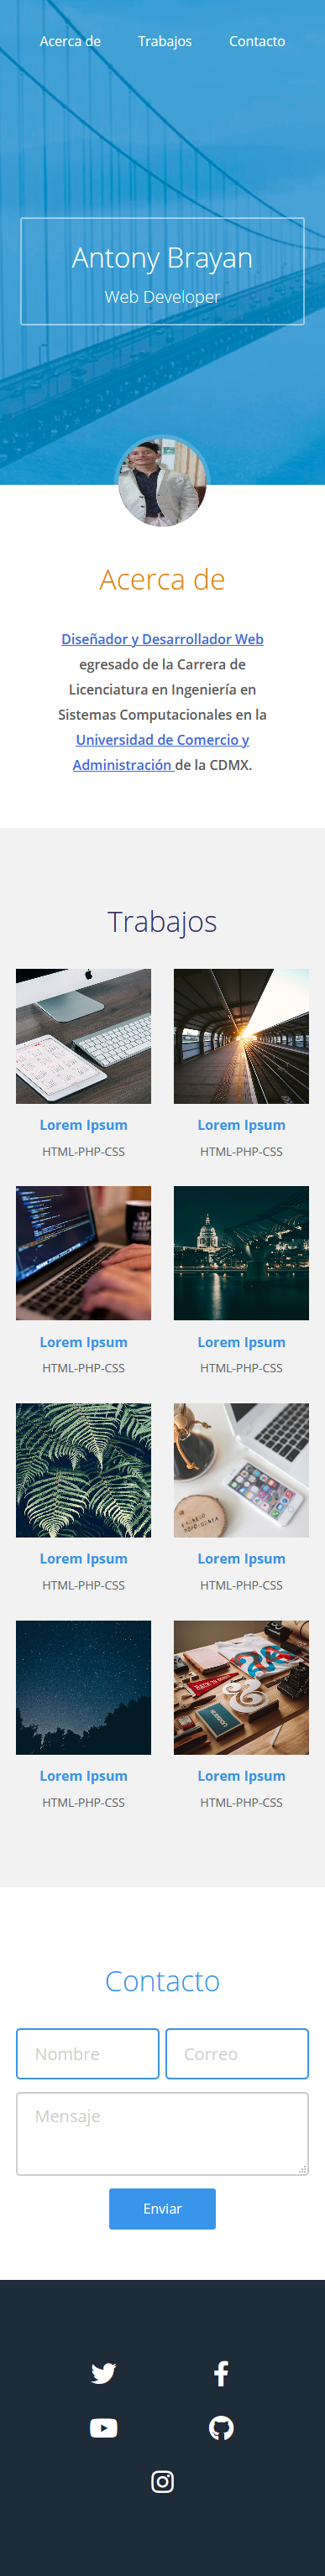 Acerca de Trabajos Contacto
Antony Brayan
Web Developer
Acerca de
Diseñador y Desarrollador Web
egresado de la Carrera de
Licenciatura en Ingeniería en
Sistemas Computacionales en la
Universidad de Comercio y
Administración de la CDMX.
Trabajos
Lorem Ipsum Lorem Ipsum
HTML-PHP-CSS HTML-PHP-CSS
Lorem Ipsum Lorem Ipsum
HTML-PHP-CSS HTML-PHP-CSS
Lorem Ipsum Lorem Ipsum
HTML-PHP-CSS HTML-PHP-CSS
Lorem Ipsum Lorem Ipsum
HTML-PHP-CSS HTML-PHP-CSS
Contacto
Nombre Correo
Mensaje
Enviar